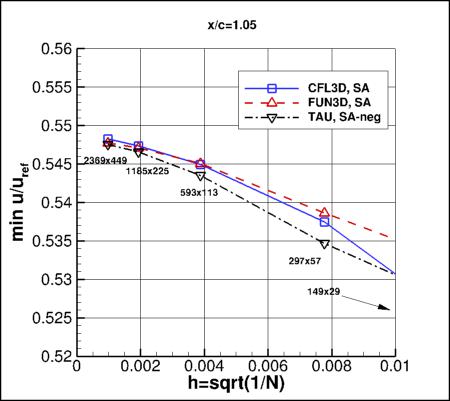 x/c=1.05
0.56
0.555
0.55
0.545
0.54
0.535
0.53
0.525
0.52
min u/uref
CFL3D, SA
FUN3D, SA
TAU, SA-neg
2369x449
1185x225
593x113
297x57
149x29
0 0.002 0.004 0.006 0.008 0.01
h=sqrt(1/N)